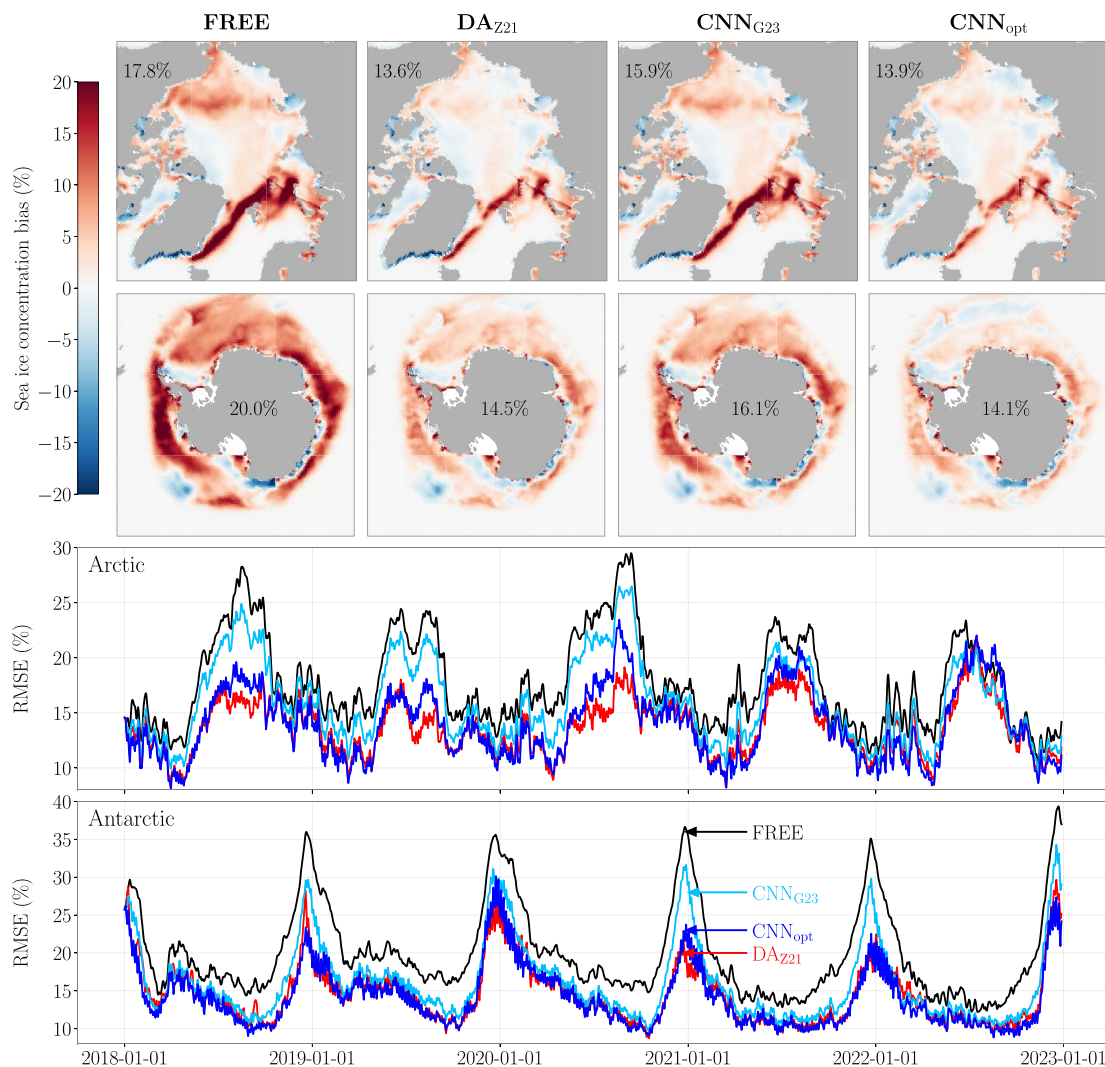 FREE DA_Z21 CNN_G23 CNN_opt
Sea ice concentration bias (%)
20
15
10
5
0
−5
−10
−15
−20
17.8% 13.6% 15.9% 13.9%
20.0% 14.5% 16.1% 14.1%
Arctic
RMSE (%)
30
25
20
15
10
Antarctic
RMSE (%)
40
35
30
25
20
15
10
FREE
CNN_G23
CNN_opt
DA_Z21
2018-01-01 2019-01-01 2020-01-01 2021-01-01 2022-01-01 2023-01-01